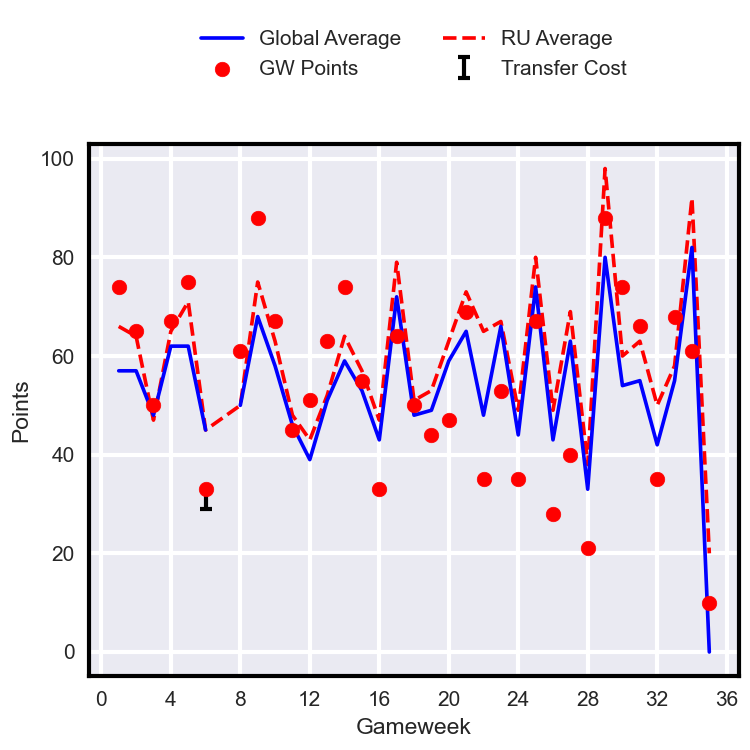 Global Average
RU Average
GW Points
Transfer Cost
100
80
60
40
20
0
Points
0 4 8 12 16 20 24 28 32 36
Gameweek